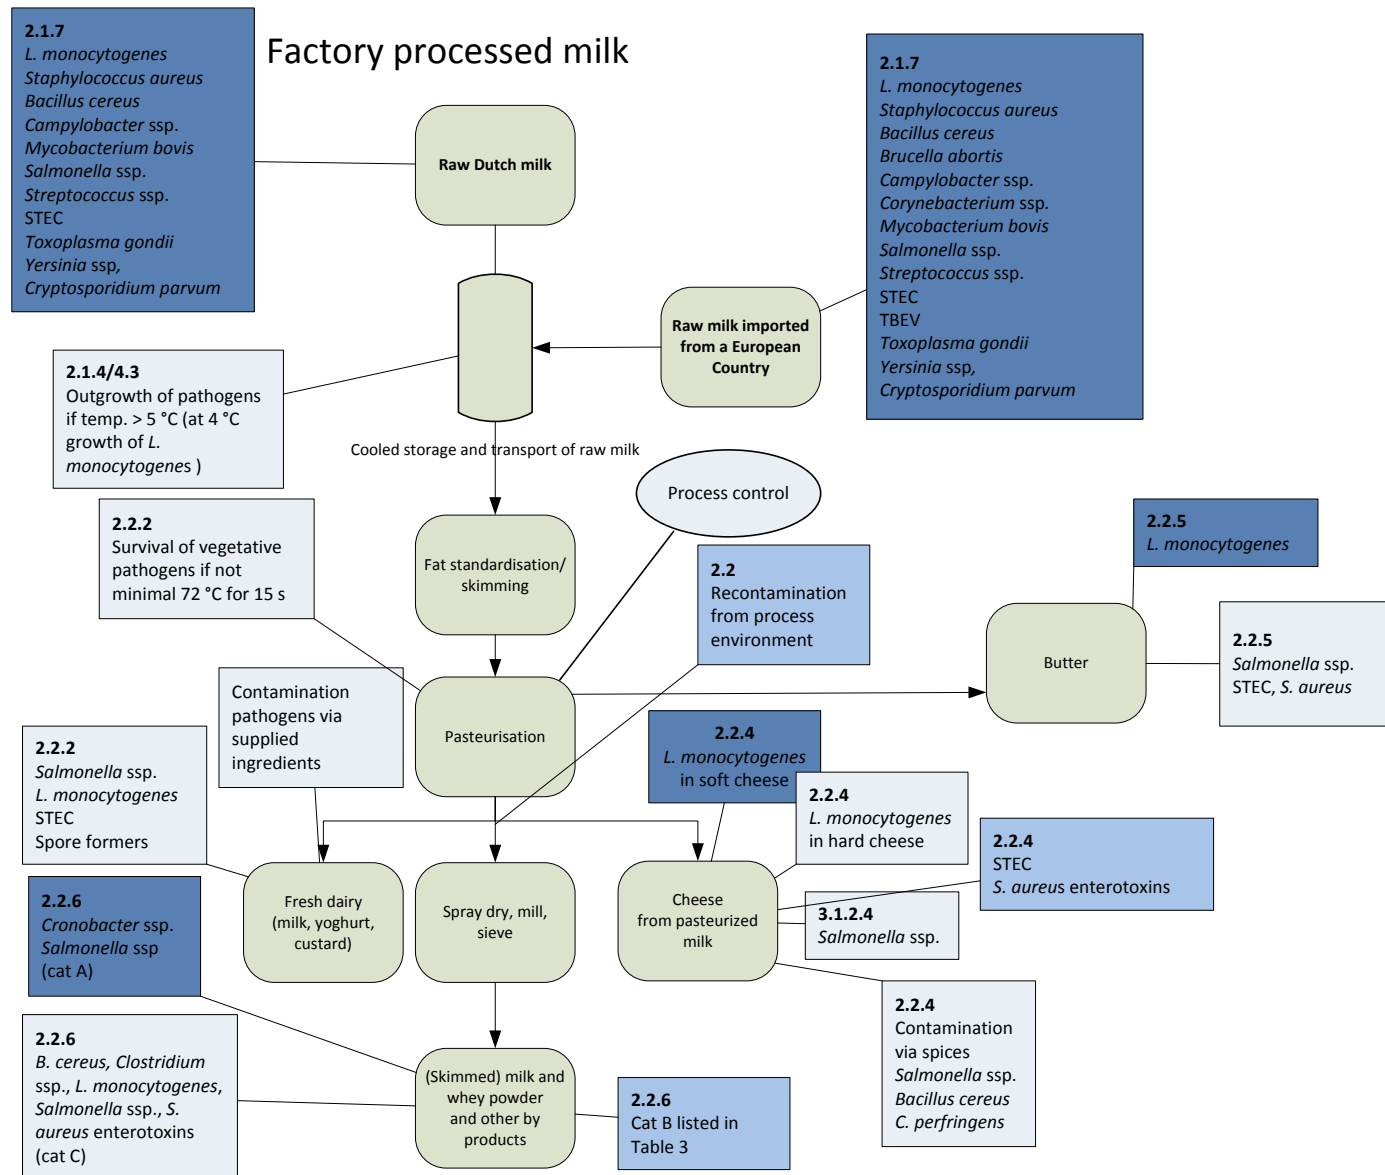 Factory processed milk
2.1.7
L. monocytogenes
Staphylococcus aureus
Bacillus cereus
Campylobacter ssp.
Mycobacterium bovis
Salmonella ssp.
Streptococcus ssp.
STEC
Toxoplasma gondii
Yersinia ssp,
Cryptosporidium parvum
Raw Dutch milk
2.1.7
L. monocytogenes
Staphylococcus aureus
Bacillus cereus
Brucella abortis
Campylobacter ssp.
Corynebacterium ssp.
Mycobacterium bovis
Salmonella ssp.
Streptococcus ssp.
STEC
TBEV
Toxoplasma gondii
Yersinia ssp,
Cryptosporidium parvum
Raw milk imported
from a European
Country
2.1.4/4.3
Outgrowth of pathogens
if temp. > 5 °C (at 4 °C
growth of L.
monocytogenes )
Cooled storage and transport of raw milk
Process control
2.2.2
Survival of vegetative
pathogens if not
minimal 72 °C for 15 s
Fat standardisation/
skimming
2.2
Recontamination
from process
environment
2.2.5
L. monocytogenes
Butter
2.2.5
Salmonella ssp.
STEC, S. aureus
Contamination
pathogens via
supplied
ingredients
Pasteurisation
2.2.4
L. monocytogenes
in soft cheese
2.2.4
L. monocytogenes
in hard cheese
2.2.2
Salmonella ssp.
L. monocytogenes
STEC
Spore formers
2.2.4
STEC
S. aureus enterotoxins
Fresh dairy
(milk, yoghurt,
custard)
Spray dry, mill,
sieve
Cheese
from pasteurized
milk
3.1.2.4
Salmonella ssp.
2.2.6
Cronobacter ssp.
Salmonella ssp
(cat A)
2.2.4
Contamination
via spices
Salmonella ssp.
Bacillus cereus
C. perfringens
2.2.6
B. cereus, Clostridium
ssp., L. monocytogenes,
Salmonella ssp., S.
aureus enterotoxins
(cat C)
(Skimmed) milk and
whey powder
and other by
products
2.2.6
Cat B listed in
Table 3